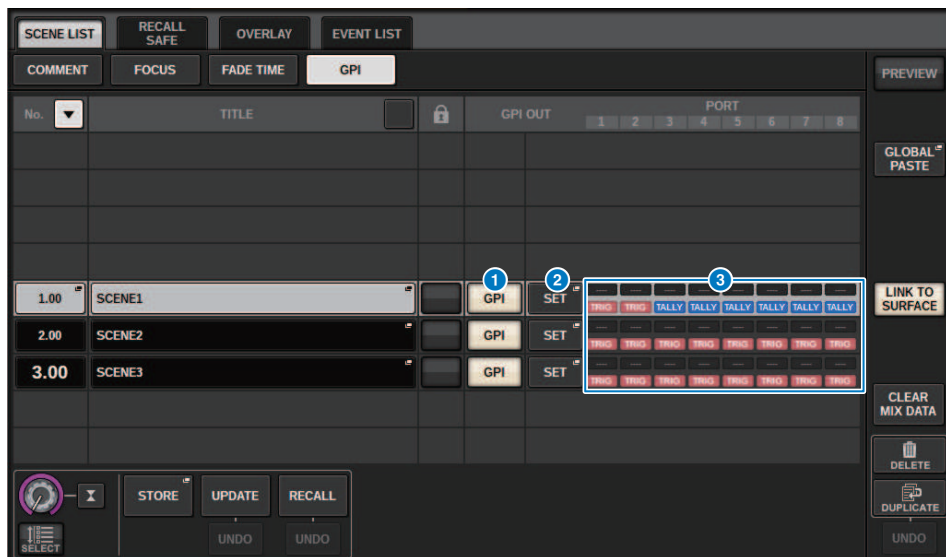 SCENE LIST
RECALL
SAFE
OVERLAY
EVENT LIST
COMMENT
FOCUS
FADE TIME
GPI
PREVIEW
No.
TITLE
GPI OUT
PORT
1 2 3 4 5 6 7 8
GLOBAL
PASTE
1 2 3
1.00 SCENE1 GPI SET
— — — — — — — —
TRIG TRIG TALLY TALLY TALLY TALLY TALLY TALLY
LINK TO
SURFACE
2.00 SCENE2 GPI SET
— — — — — — — —
TRIG TRIG TRIG TRIG TRIG TRIG TRIG TRIG
3.00 SCENE3 GPI SET
— — — — — — — —
TRIG TRIG TRIG TRIG TRIG TRIG TRIG TRIG
CLEAR
MIX DATA
DELETE
STORE
UPDATE
RECALL
DUPLICATE
SELECT
UNDO
UNDO
UNDO